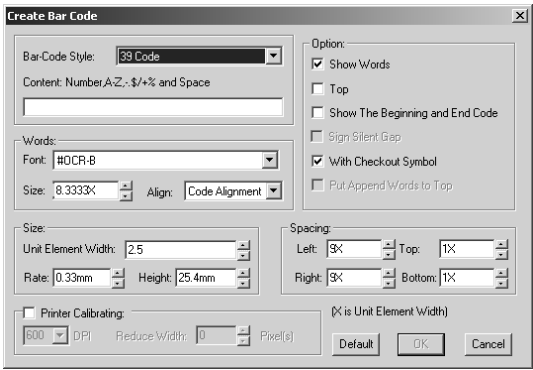 Create Bar Code
Bar-Code Style: 39 Code
Content: Number,A-Z,-.$/+% and Space
Words:
Font: #OCR-B
Size: 8.3333X Align: Code Alignment
Option:
Show Words
Top
Show The Beginning and End Code
Sign Silent Gap
With Checkout Symbol
Put Append Words to Top
Size:
Unit Element Width: 2.5
Rate: 0.33mm Height: 25.4mm
Spacing:
Left: 9X Top: 1X
Right: 9X Bottom: 1X
Printer Calibrating:
600 DPI Reduce Width: 0 Pixel(s)
(X is Unit Element Width)
Default OK Cancel